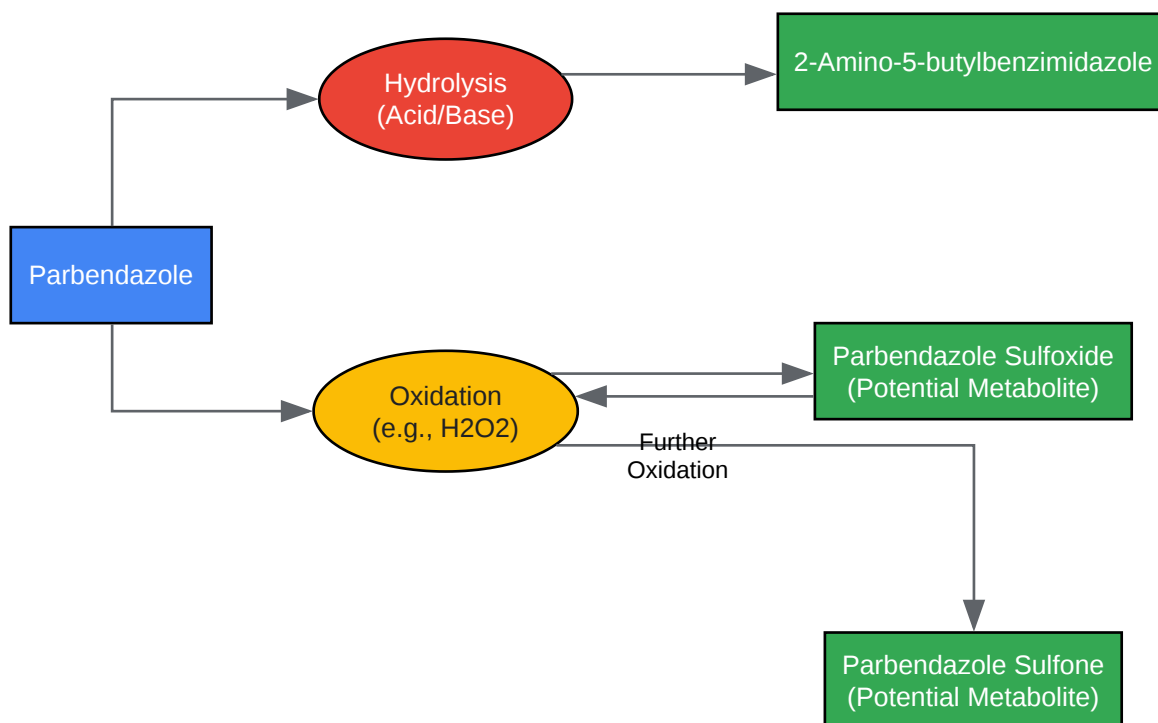 2-Amino-5-butylbenzimidazole
Hydrolysis
(Acid/Base)
Parbendazole
Parbendazole Sulfoxide
(Potential Metabolite)
Oxidation
(e.g., H2O2)
Further
Oxidation
Parbendazole Sulfone
(Potential Metabolite)